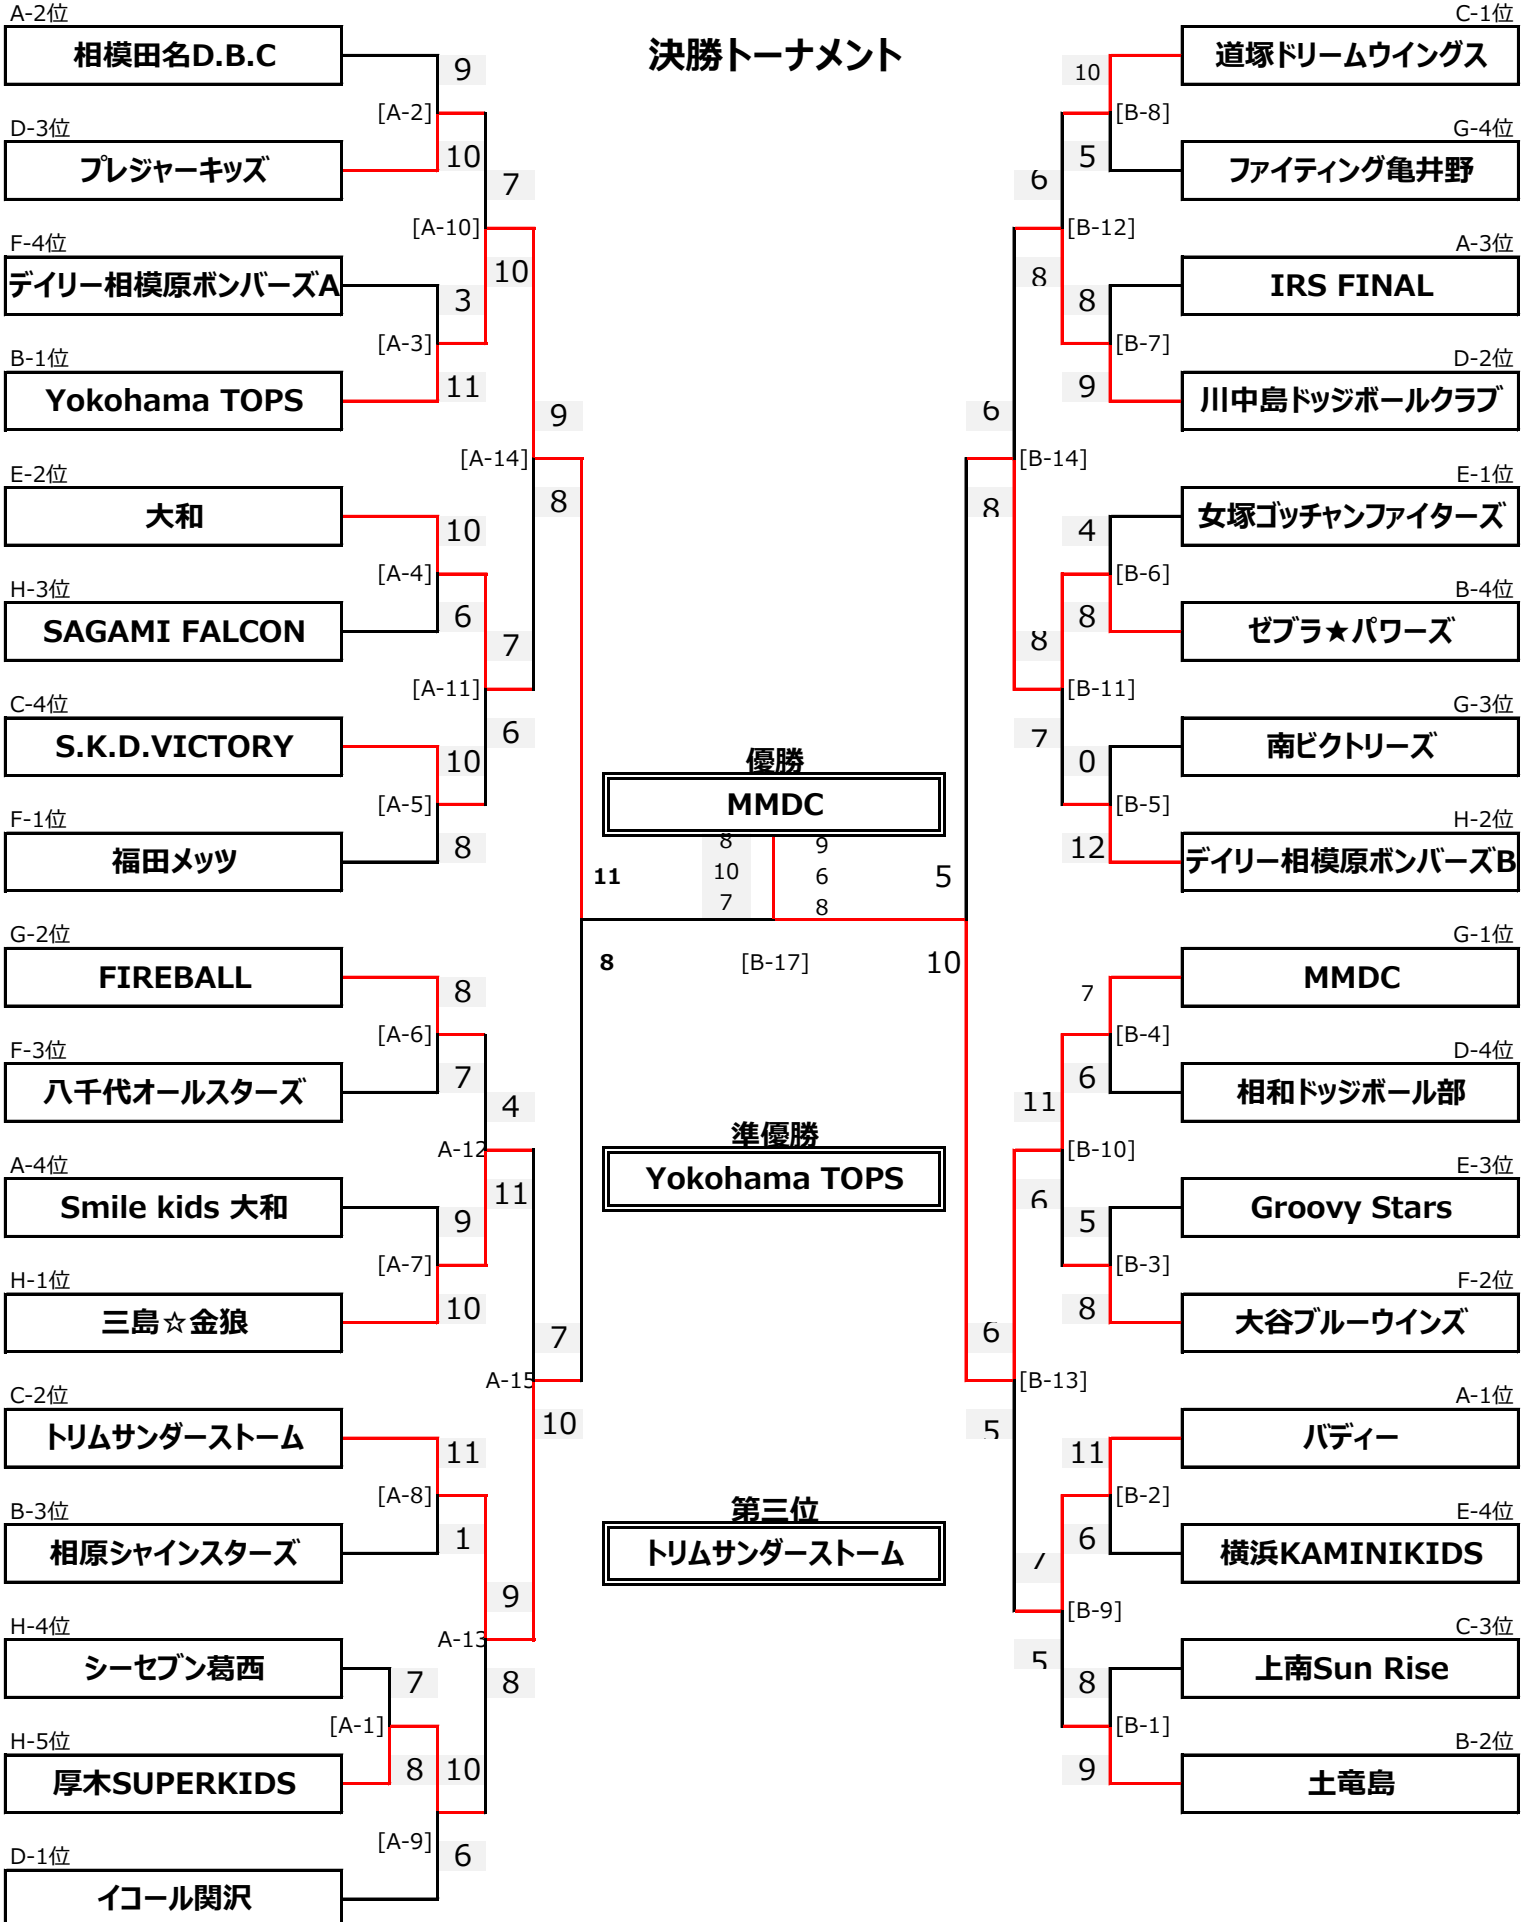 決勝トーナメント
A-2位
相模田名D.B.C
9
[A-2]
D-3位
プレジャーキッズ
10
7
[A-10]
F-4位
デイリー相模原ボンバーズA
10
3
[A-3]
B-1位
Yokohama TOPS
11
9
[A-14]
E-2位
大和
8
10
[A-4]
H-3位
SAGAMI FALCON
6
7
[A-11]
C-4位
S.K.D.VICTORY
6
10
[A-5]
F-1位
福田メッツ
8
G-2位
FIREBALL
8
[A-6]
F-3位
八千代オールスターズ
7
4
A-12
A-4位
Smile kids 大和
11
9
[A-7]
H-1位
三島☆金狼
10
7
A-15
C-2位
トリムサンダーストーム
10
11
[A-8]
B-3位
相原シャインスターズ
1
9
A-13
H-4位
シーセブン葛西
7
8
[A-1]
H-5位
厚木SUPERKIDS
8
10
[A-9]
D-1位
イコール関沢
6
優勝
MMDC
8
9
11
10
6
5
7
8
8
[B-17]
10
準優勝
Yokohama TOPS
第三位
トリムサンダーストーム
C-1位
道塚ドリームウイングス
10
[B-8]
G-4位
ファイティング亀井野
5
6
[B-12]
A-3位
IRS FINAL
8
8
[B-7]
D-2位
川中島ドッジボールクラブ
9
6
[B-14]
E-1位
女塚ゴッチャンファイターズ
8
4
[B-6]
B-4位
ゼブラ★パワーズ
8
8
[B-11]
G-3位
南ビクトリーズ
7
0
[B-5]
H-2位
デイリー相模原ボンバーズB
12
G-1位
MMDC
7
[B-4]
D-4位
相和ドッジボール部
6
11
[B-10]
E-3位
Groovy Stars
6
5
[B-3]
F-2位
大谷ブルーウインズ
8
6
[B-13]
A-1位
バディー
5
11
[B-2]
E-4位
横浜KAMINIKIDS
6
7
[B-9]
C-3位
上南Sun Rise
5
8
[B-1]
B-2位
土竜島
9